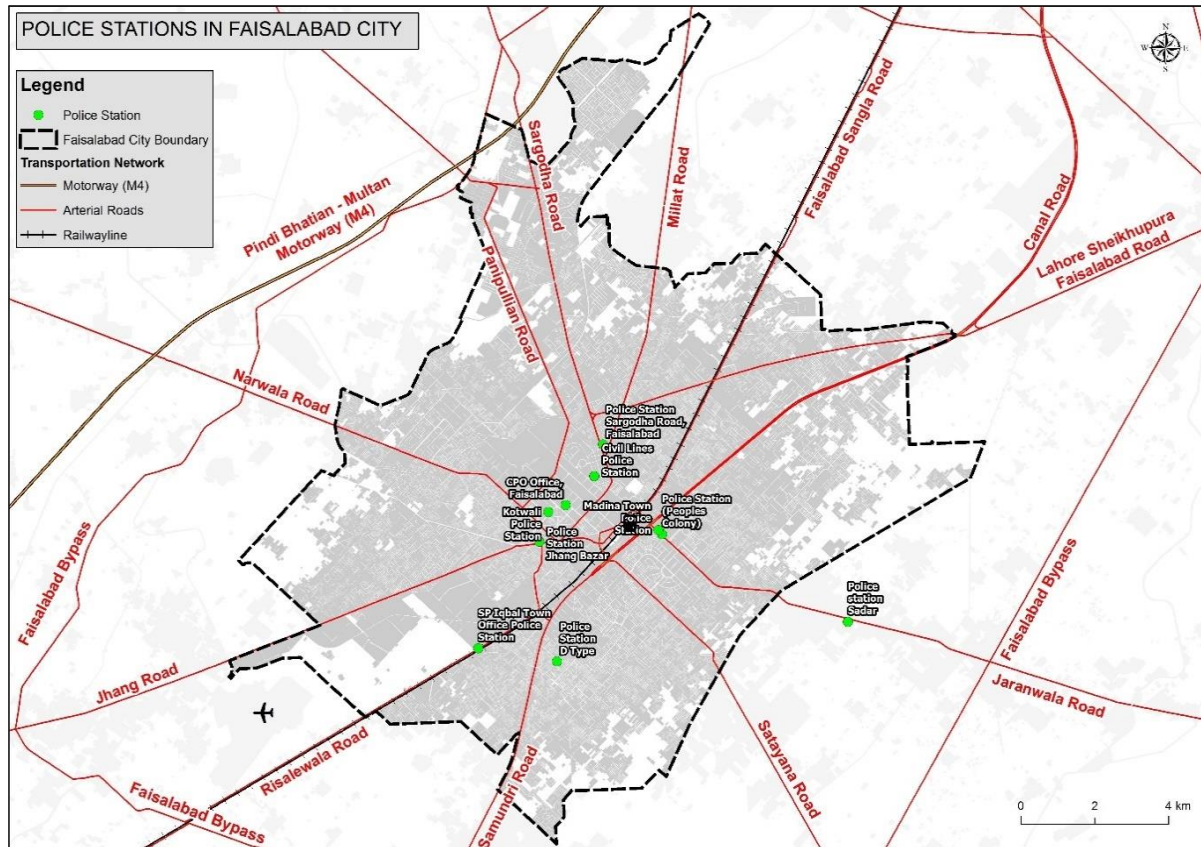 POLICE STATIONS IN FAISALABAD CITY
Legend
Police Station
Faisalabad City Boundary
Transportation Network
Motorway (M4)
Arterial Roads
Railwayline
N
W E
S
Sargodha Road
Millat Road
Faisalabad Sangla Road
Canal Road
Lahore Sheikhupura
Faisalabad Road
Pindi Bhatian - Multan
Motorway (M4)
Panipullian Road
Narwala Road
Police Station
Sargodha Road,
Faisalabad
Civil Lines
Police
Station
CPO Office,
Faisalabad
Kotwali
Police
Station
Police
Station
Jhang Bazar
Madina Town
Police
Station
Police Station
(Peoples
Colony)
Police
station
Sadar
SP Iqbal Town
Office Police
Station
Police
Station
D Type
Faisalabad Bypass
Jhang Road
Risalewala Road
Faisalabad Bypass
Samundri Road
Satayana Road
Jaranwala Road
Faisalabad Bypass
0 2 4 km